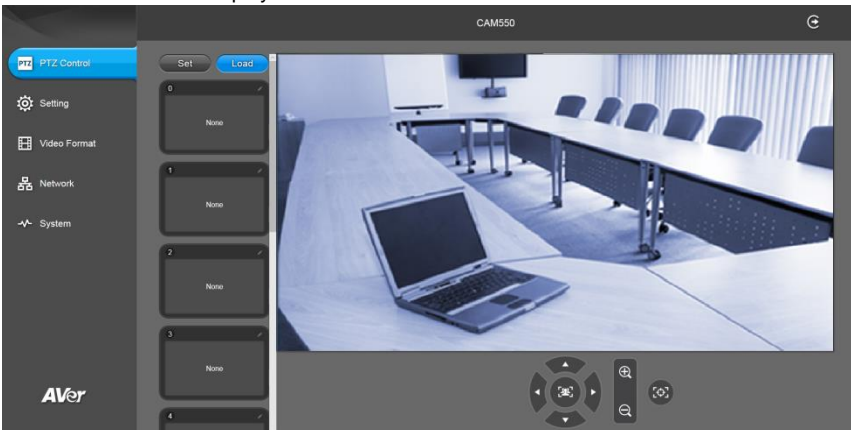 CAM550
PTZ PTZ Control
Setting
Video Format
Network
System
AVer
Set Load
0
None
1
None
2
None
3
None
4